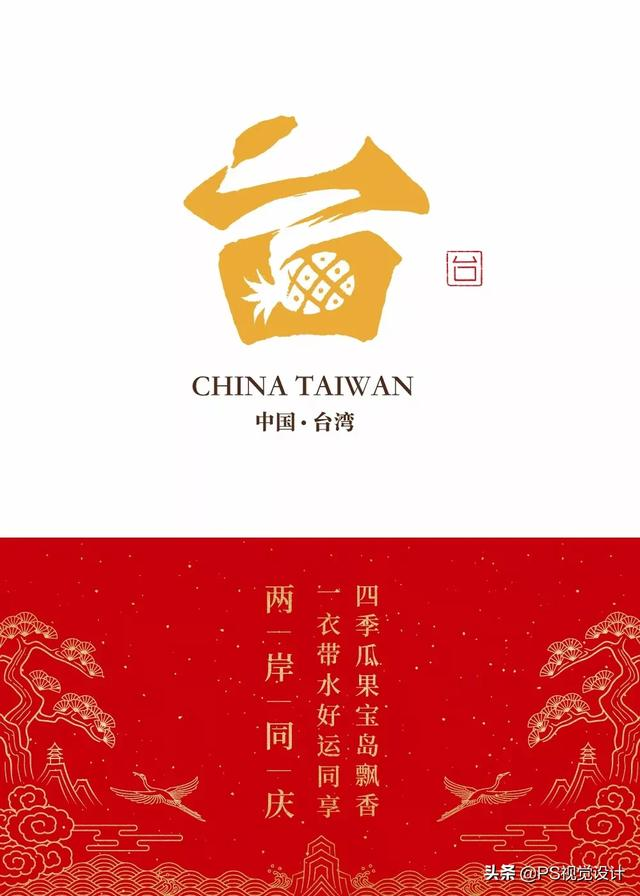 台
台
CHINA TAIWAN
中国·台湾
四季瓜果宝岛飘香
一衣带水好运同享
两岸同庆
头条 @PS视觉设计